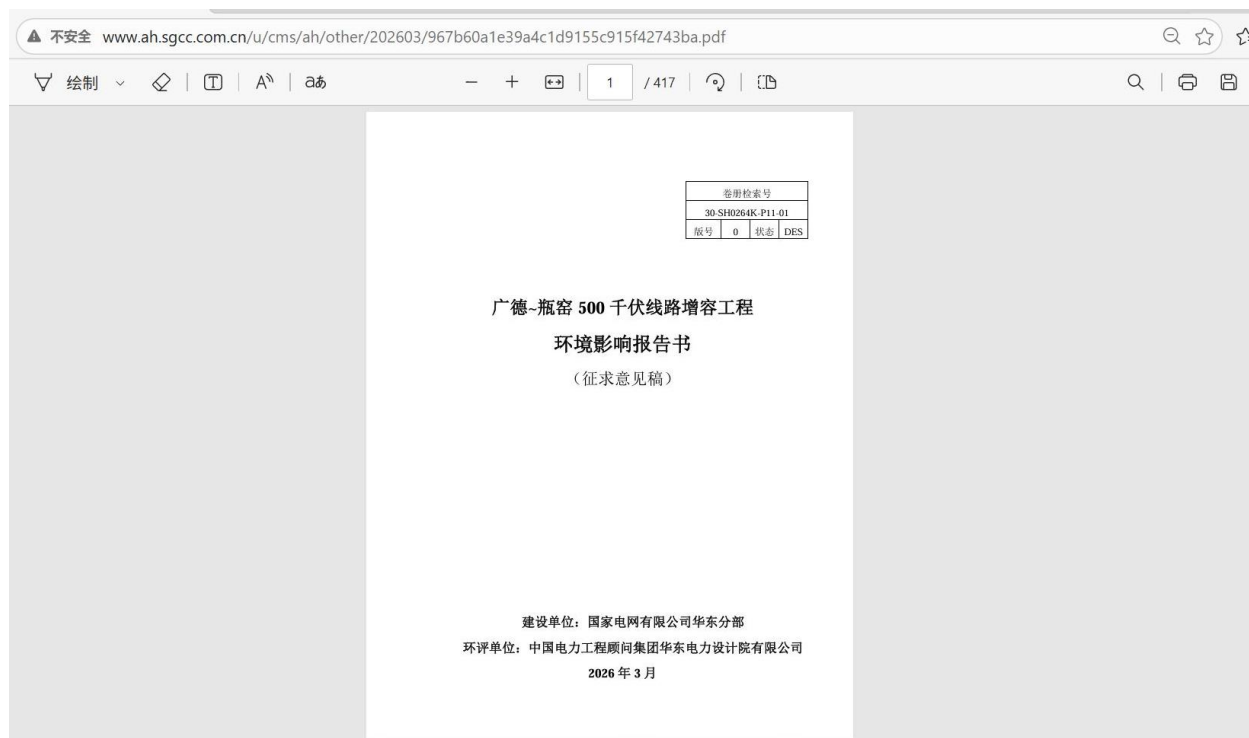 不安全 www.ah.sgcc.com.cn/u/cms/ah/other/202603/967b60a1e39a4c1d9155c915f42743ba.pdf
绘制 T A aあ − + 1 / 417
卷册检索号
30-SH0264K-P11-01
版号 0 状态 DES
广德~瓶窑 500 千伏线路增容工程
环境影响报告书
（征求意见稿）
建设单位：国家电网有限公司华东分部
环评单位：中国电力工程顾问集团华东电力设计院有限公司
2026 年 3 月